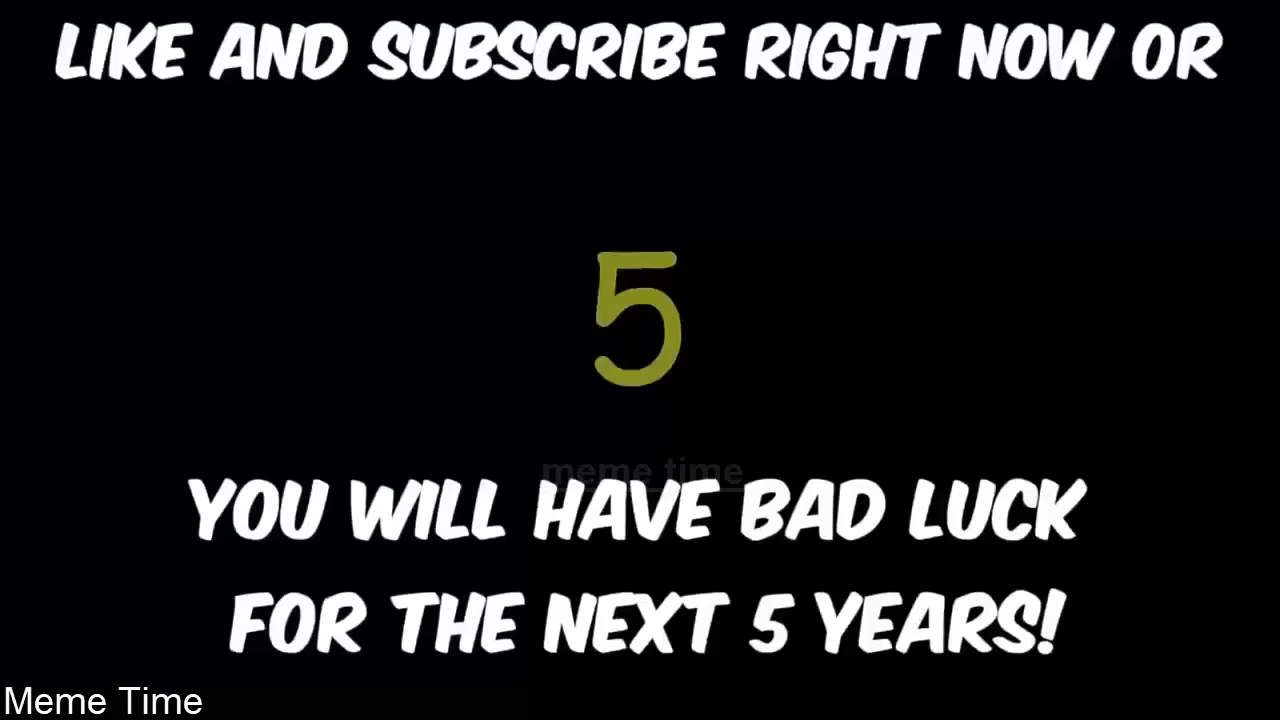 LIKE AND SUBSCRIBE RIGHT NOW OR
5
meme time
YOU WILL HAVE BAD LUCK
FOR THE NEXT 5 YEARS!
Meme Time